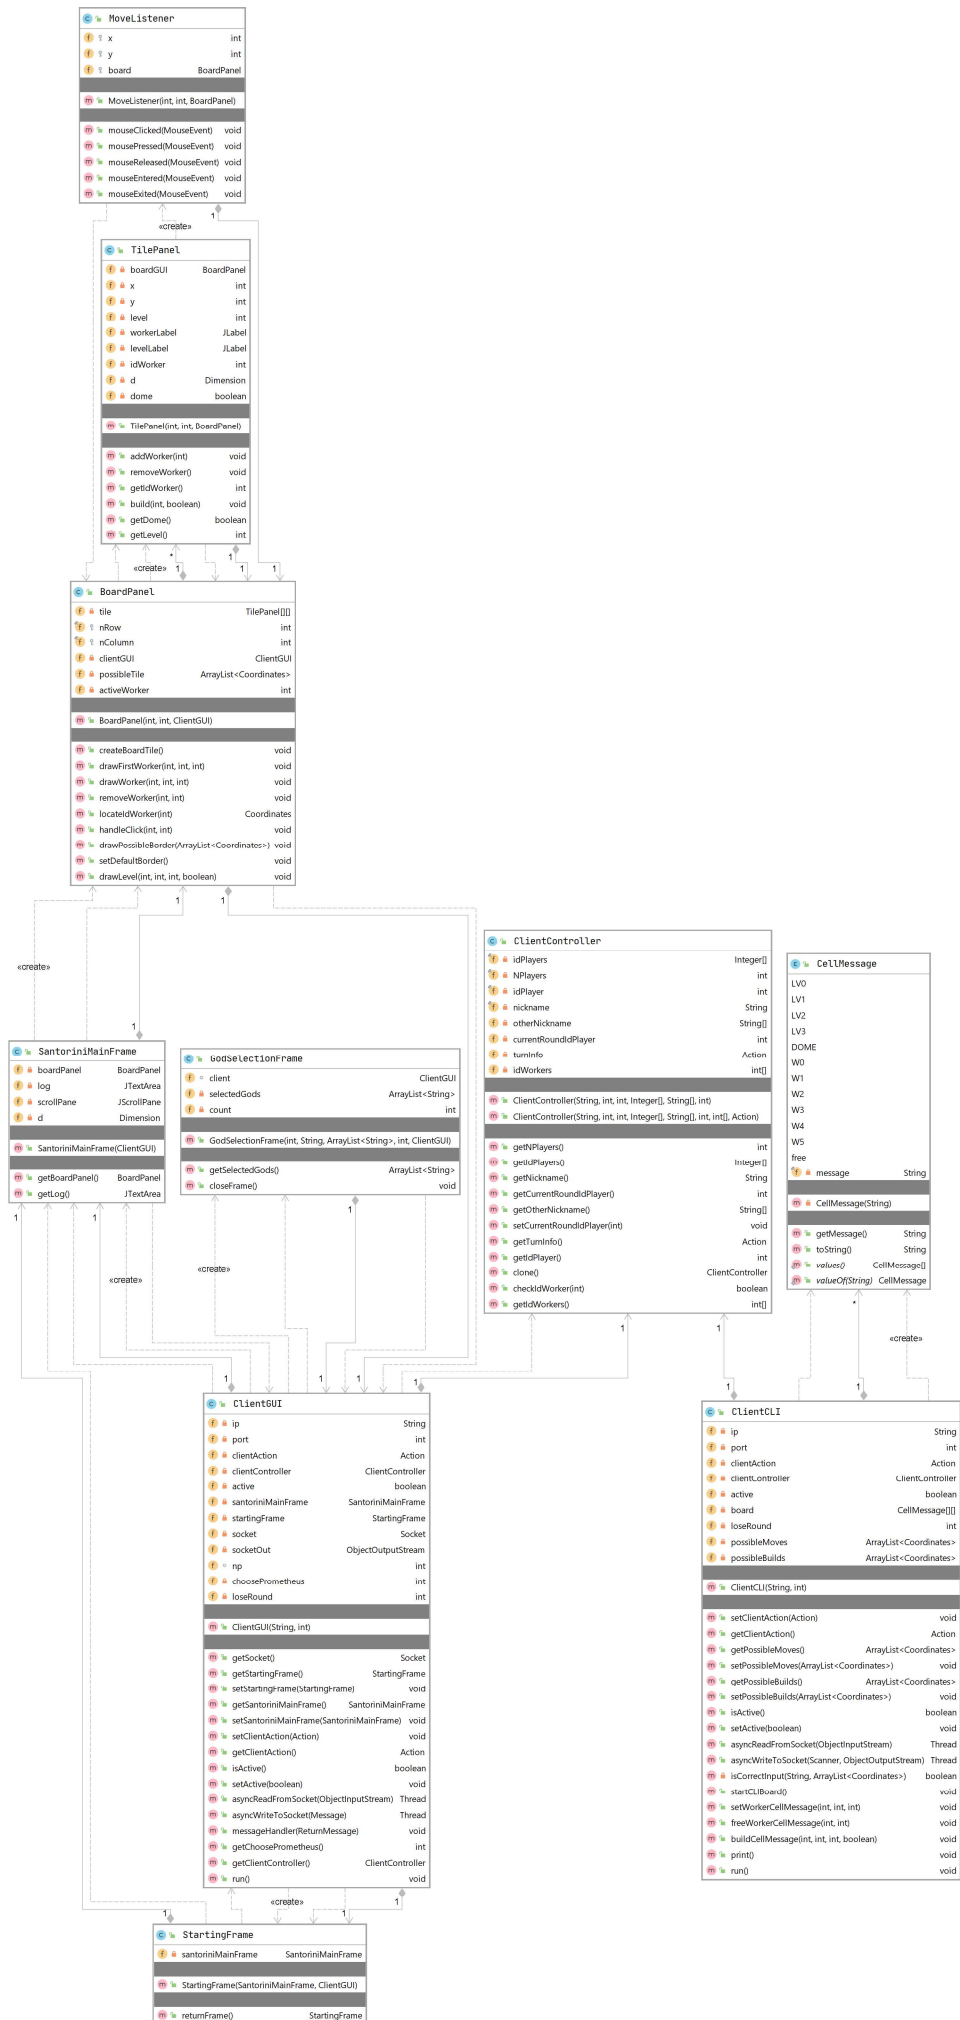 MoveListener
x int
y int
board BoardPanel
MoveListener(int, int, BoardPanel)
mouseClicked(MouseEvent) void
mousePressed(MouseEvent) void
mouseReleased(MouseEvent) void
mouseEntered(MouseEvent) void
mouseExited(MouseEvent) void
1
«create»
TilePanel
boardGUI BoardPanel
x int
y int
level int
workerLabel JLabel
levelLabel JLabel
idWorker int
d Dimension
dome boolean
TilePanel(int, int, BoardPanel)
addWorker(int) void
removeWorker() void
getIdWorker() int
build(int, boolean) void
getDome() boolean
getLevel() int
* 1
«create» 1 1 1
BoardPanel
tile TilePanel[][]
nRow int
nColumn int
clientGUI ClientGUI
possibleTile ArrayList<Coordinates>
activeWorker int
BoardPanel(int, int, ClientGUI)
createBoardTile() void
drawFirstWorker(int, int, int) void
drawWorker(int, int, int) void
removeWorker(int, int) void
locateIdWorker(int) Coordinates
handleClick(int, int) void
drawPossibleBorder(ArrayList<Coordinates>) void
setDefaultBorder() void
drawLevel(int, int, int, boolean) void
1 1
«create»
1
ClientController
idPlayers Integer[]
NPlayers int
idPlayer int
nickname String
otherNickname String[]
currentRoundIdPlayer int
turnInfo Action
idWorkers int[]
ClientController(String, int, int, Integer[], String[], int)
ClientController(String, int, int, Integer[], String[], int, int[], Action)
getNPlayers() int
getIdPlayers() Integer[]
getNickname() String
getCurrentRoundIdPlayer() int
getOtherNickname() String[]
setCurrentRoundIdPlayer(int) void
getTurnInfo() Action
getIdPlayer() int
clone() ClientController
checkIdWorker(int) boolean
getIdWorkers() int[]
CellMessage
LV0
LV1
LV2
LV3
DOME
W0
W1
W2
W3
W4
W5
free
message String
CellMessage(String)
getMessage() String
toString() String
values() CellMessage[]
valueOf(String) CellMessage
SantoriniMainFrame
boardPanel BoardPanel
log JTextArea
scrollPane JScrollPane
d Dimension
SantoriniMainFrame(ClientGUI)
getBoardPanel() BoardPanel
getLog() JTextArea
GodSelectionFrame
client ClientGUI
selectedGods ArrayList<String>
count int
GodSelectionFrame(int, String, ArrayList<String>, int, ClientGUI)
getSelectedGods() ArrayList<String>
closeFrame() void
1 1 1
«create» «create»
1 1 *
«create»
1 1 1 1 1 1
ClientGUI
ip String
port int
clientAction Action
clientController ClientController
active boolean
santoriniMainFrame SantoriniMainFrame
startingFrame StartingFrame
socket Socket
socketOut ObjectOutputStream
np int
choosePrometheus int
loseRound int
ClientGUI(String, int)
getSocket() Socket
getStartingFrame() StartingFrame
setStartingFrame(StartingFrame) void
getSantoriniMainFrame() SantoriniMainFrame
setSantoriniMainFrame(SantoriniMainFrame) void
setClientAction(Action) void
getClientAction() Action
isActive() boolean
setActive(boolean) void
asyncReadFromSocket(ObjectInputStream) Thread
asyncWriteToSocket(Message) Thread
messageHandler(ReturnMessage) void
getChoosePrometheus() int
getClientController() ClientController
run() void
ClientCLI
ip String
port int
clientAction Action
clientController ClientController
active boolean
board CellMessage[][]
loseRound int
possibleMoves ArrayList<Coordinates>
possibleBuilds ArrayList<Coordinates>
ClientCLI(String, int)
setClientAction(Action) void
getClientAction() Action
getPossibleMoves() ArrayList<Coordinates>
setPossibleMoves(ArrayList<Coordinates>) void
getPossibleBuilds() ArrayList<Coordinates>
setPossibleBuilds(ArrayList<Coordinates>) void
isActive() boolean
setActive(boolean) void
asyncReadFromSocket(ObjectInputStream) Thread
asyncWriteToSocket(Scanner, ObjectOutputStream) Thread
isCorrectInput(String, ArrayList<Coordinates>) boolean
startCLIBoard() void
setWorkerCellMessage(int, int, int) void
freeWorkerCellMessage(int, int) void
buildCellMessage(int, int, int, boolean) void
print() void
run() void
«create» 1
1 1
StartingFrame
santoriniMainFrame SantoriniMainFrame
StartingFrame(SantoriniMainFrame, ClientGUI)
returnFrame() StartingFrame